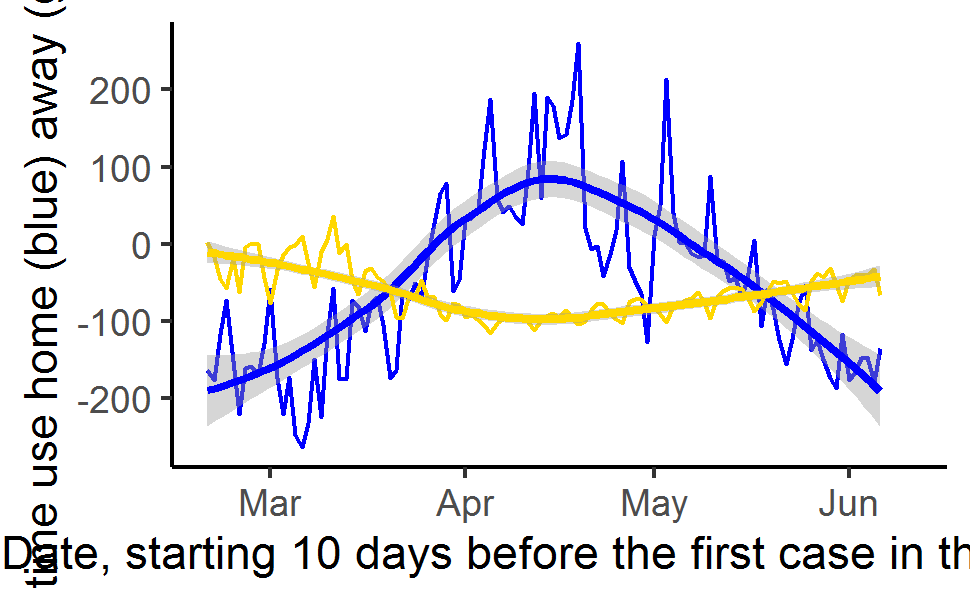 time use home (blue) away (
200
100
0
-100
-200
Mar Apr May Jun
Date, starting 10 days before the first case in th